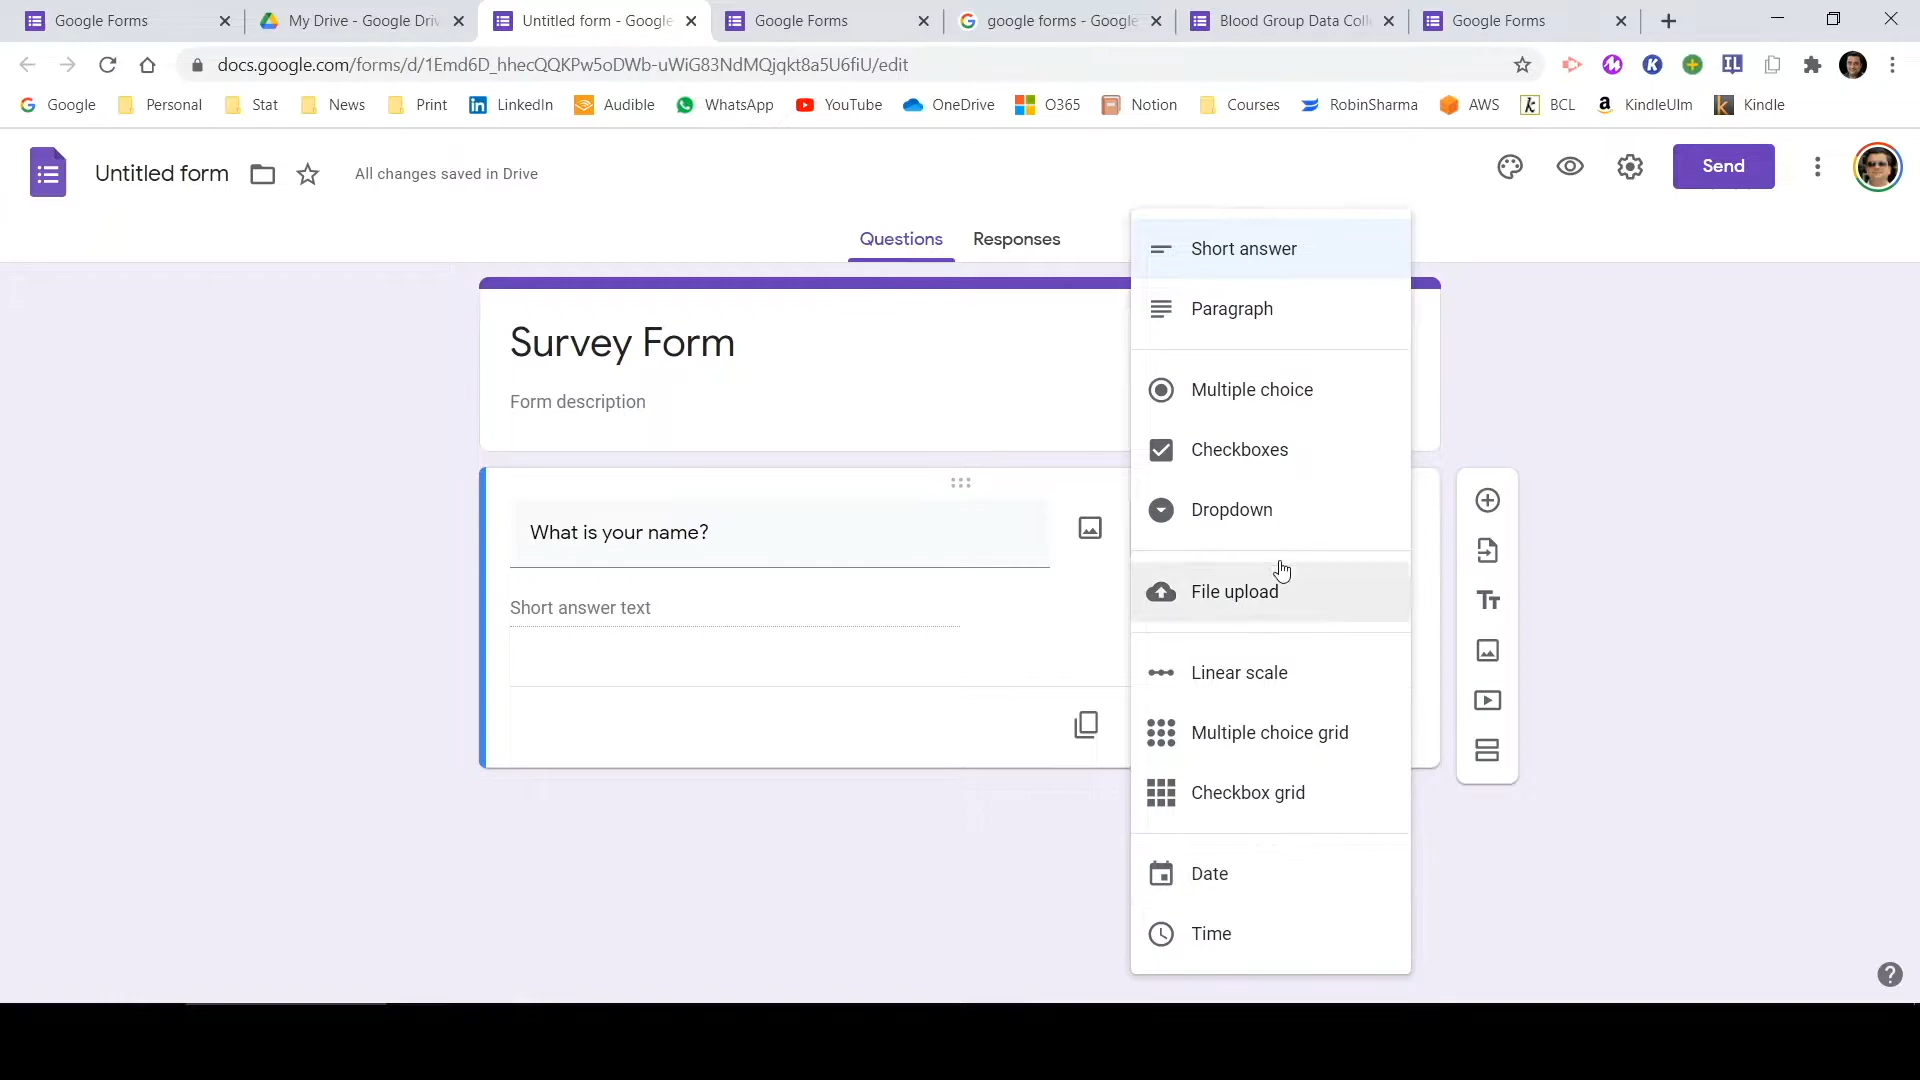 Google Forms
My Drive - Google Driv
Untitled form - Google
Google Forms
google forms - Google
Blood Group Data Coll
Google Forms
docs.google.com/forms/d/1Emd6D_hhecQQKPw5oDWb-uWiG83NdMQjqkt8a5U6fiU/edit
Google Personal Stat News Print LinkedIn Audible WhatsApp YouTube OneDrive O365 Notion Courses RobinSharma AWS BCL KindleUlm Kindle
Untitled form
All changes saved in Drive
Send
Questions Responses
Survey Form
Form description
What is your name?
Short answer text
Short answer
Paragraph
Multiple choice
Checkboxes
Dropdown
File upload
Linear scale
Multiple choice grid
Checkbox grid
Date
Time